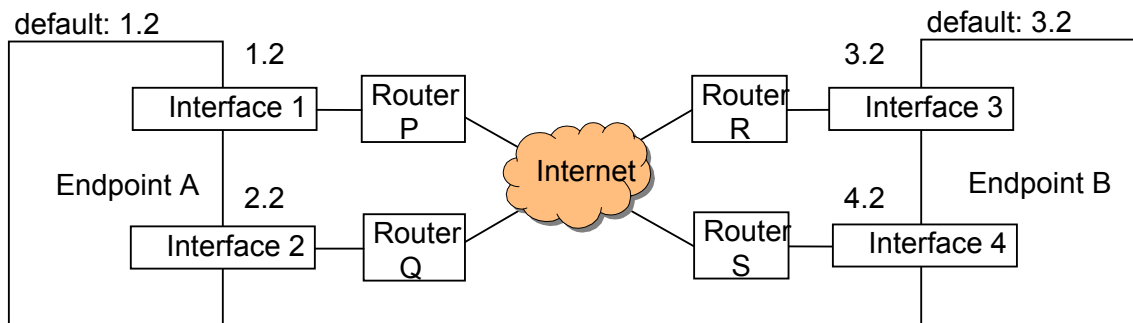 default: 1.2
default: 3.2
1.2
3.2
Interface 1
Router
P
Router
R
Interface 3
Internet
Endpoint A
Endpoint B
2.2
4.2
Interface 2
Router
Q
Router
S
Interface 4